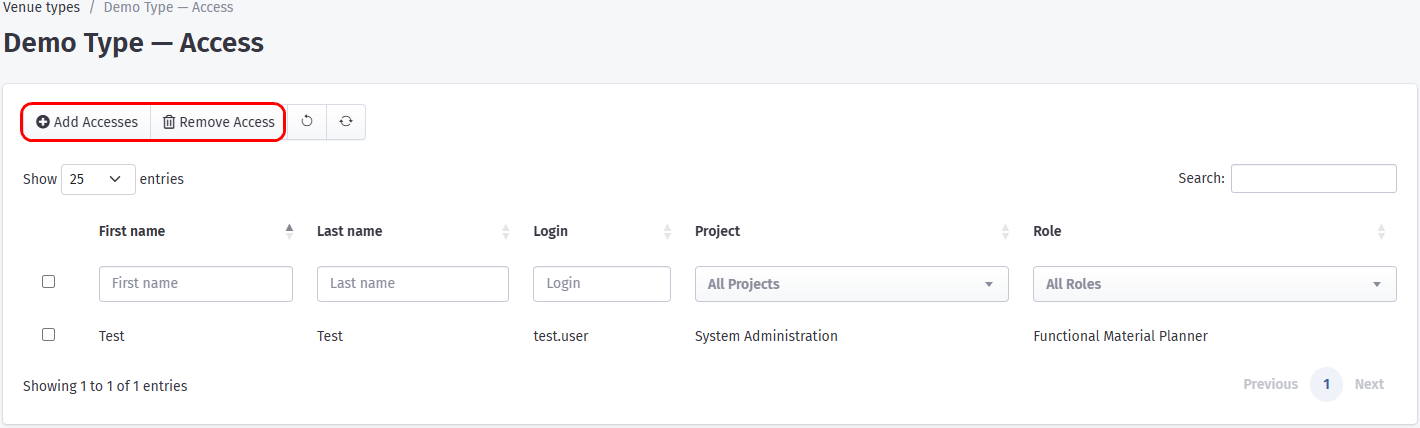 Venue types / Demo Type — Access
Demo Type — Access
Add Accesses Remove Access
Show 25 entries Search:
First name Last name Login Project Role
First name Last name Login All Projects All Roles
Test Test test.user System Administration Functional Material Planner
Showing 1 to 1 of 1 entries Previous 1 Next